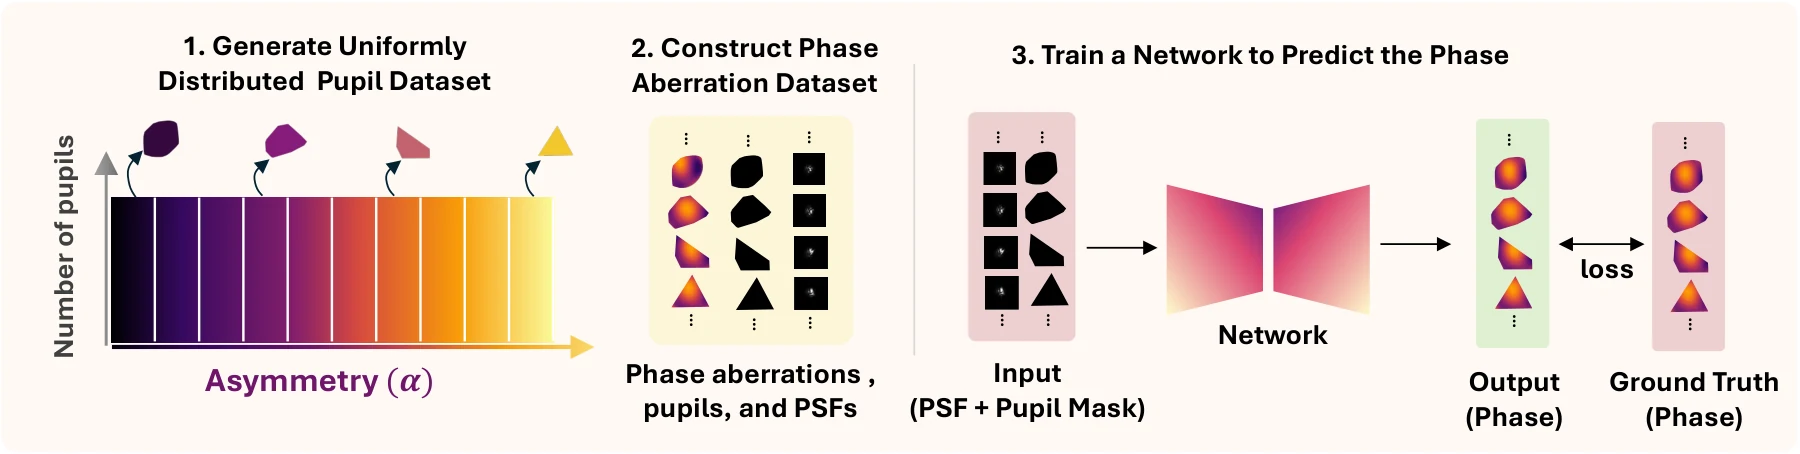 1. Generate Uniformly
Distributed Pupil Dataset
Number of pupils
Asymmetry (α)
2. Construct Phase
Aberration Dataset
Phase aberrations ,
pupils, and PSFs
3. Train a Network to Predict the Phase
Input
(PSF + Pupil Mask)
Network
Output
(Phase)
loss
Ground Truth
(Phase)